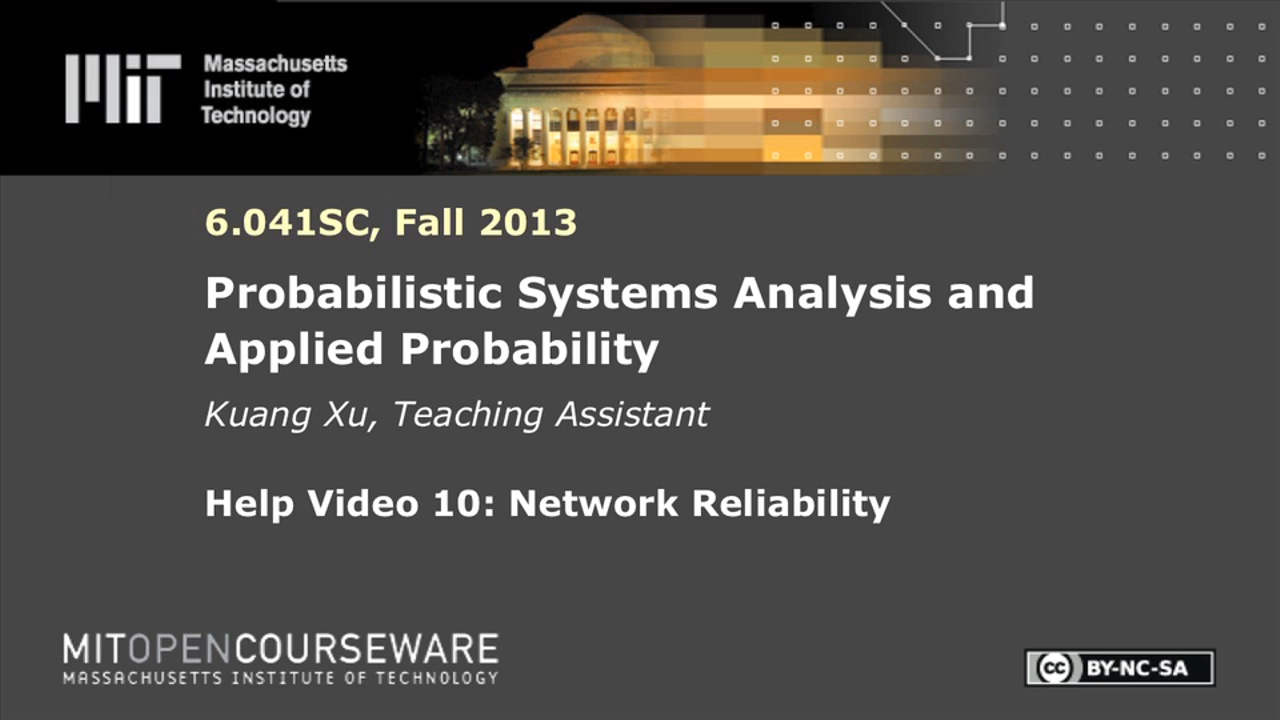 Massachusetts
Institute of
Technology
6.041SC, Fall 2013
Probabilistic Systems Analysis and
Applied Probability
Kuang Xu, Teaching Assistant
Help Video 10: Network Reliability
MITOPENCOURSEWARE
MASSACHUSETTS INSTITUTE OF TECHNOLOGY
cc BY-NC-SA